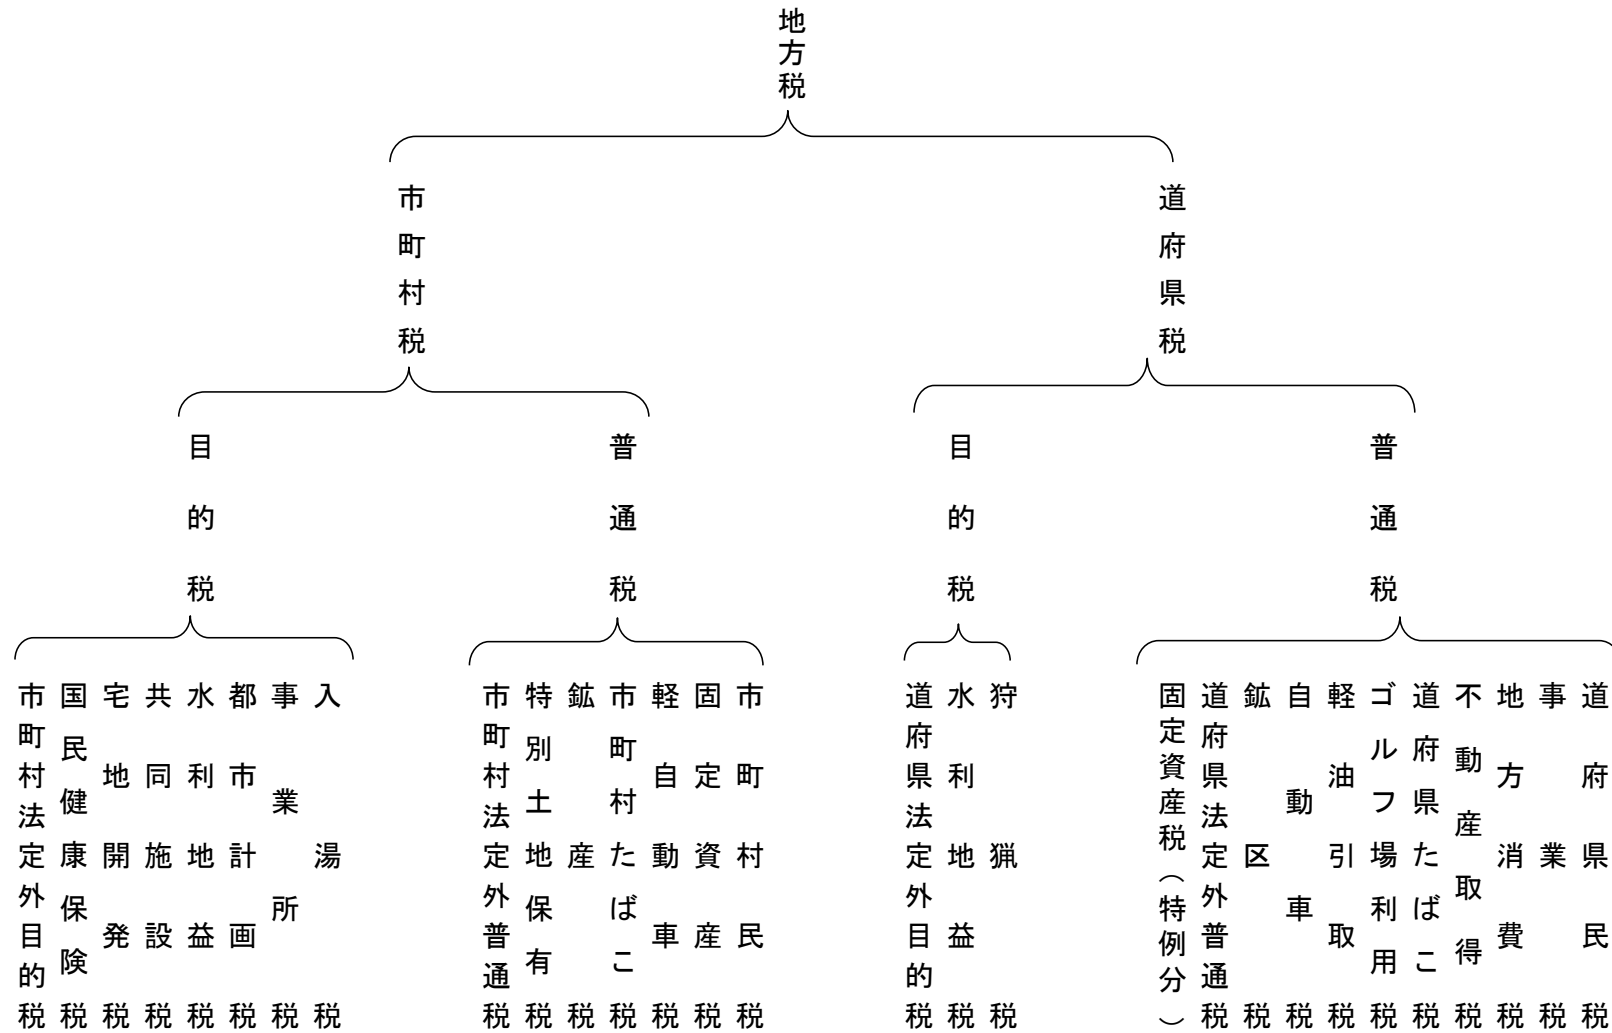 地方税
道府県税
市町村税
普通税
目的税
普通税
目的税
道府県民税
事業税
地方消費税
不動産取得税
道府県たばこ税
ゴルフ場利用税
軽油引取税
自動車税
鉱区税
道府県法定外普通税
固定資産税（特例分）
狩猟税
水利地益税
道府県法定外目的税
市町村民税
固定資産税
軽自動車税
市町村たばこ税
鉱産税
特別土地保有税
市町村法定外普通税
入湯税
事業所税
都市計画税
水利地益税
共同施設税
宅地開発税
国民健康保険税
市町村法定外目的税